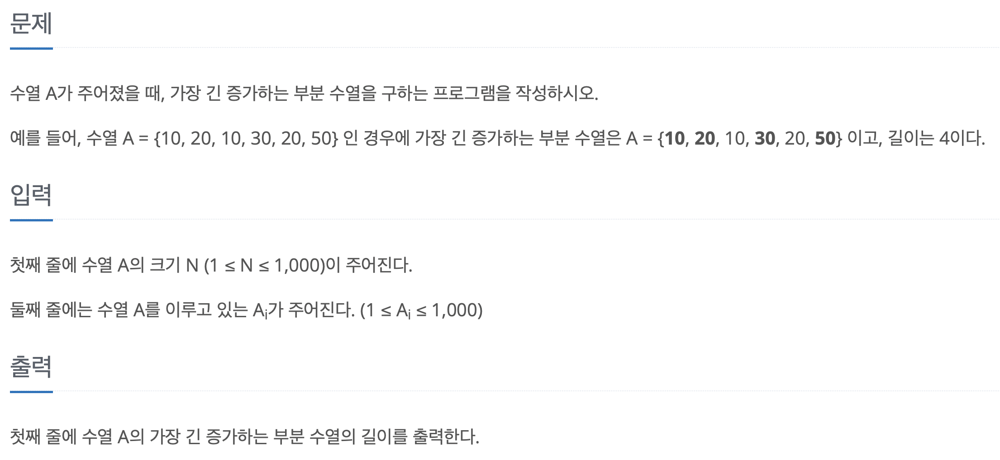 문제
수열 A가 주어졌을 때, 가장 긴 증가하는 부분 수열을 구하는 프로그램을 작성하시오.
예를 들어, 수열 A = {10, 20, 10, 30, 20, 50} 인 경우에 가장 긴 증가하는 부분 수열은 A = {10, 20, 10, 30, 20, 50} 이고, 길이는 4이다.
입력
첫째 줄에 수열 A의 크기 N (1 ≤ N ≤ 1,000)이 주어진다.
둘째 줄에는 수열 A를 이루고 있는 Aᵢ가 주어진다. (1 ≤ Aᵢ ≤ 1,000)
출력
첫째 줄에 수열 A의 가장 긴 증가하는 부분 수열의 길이를 출력한다.